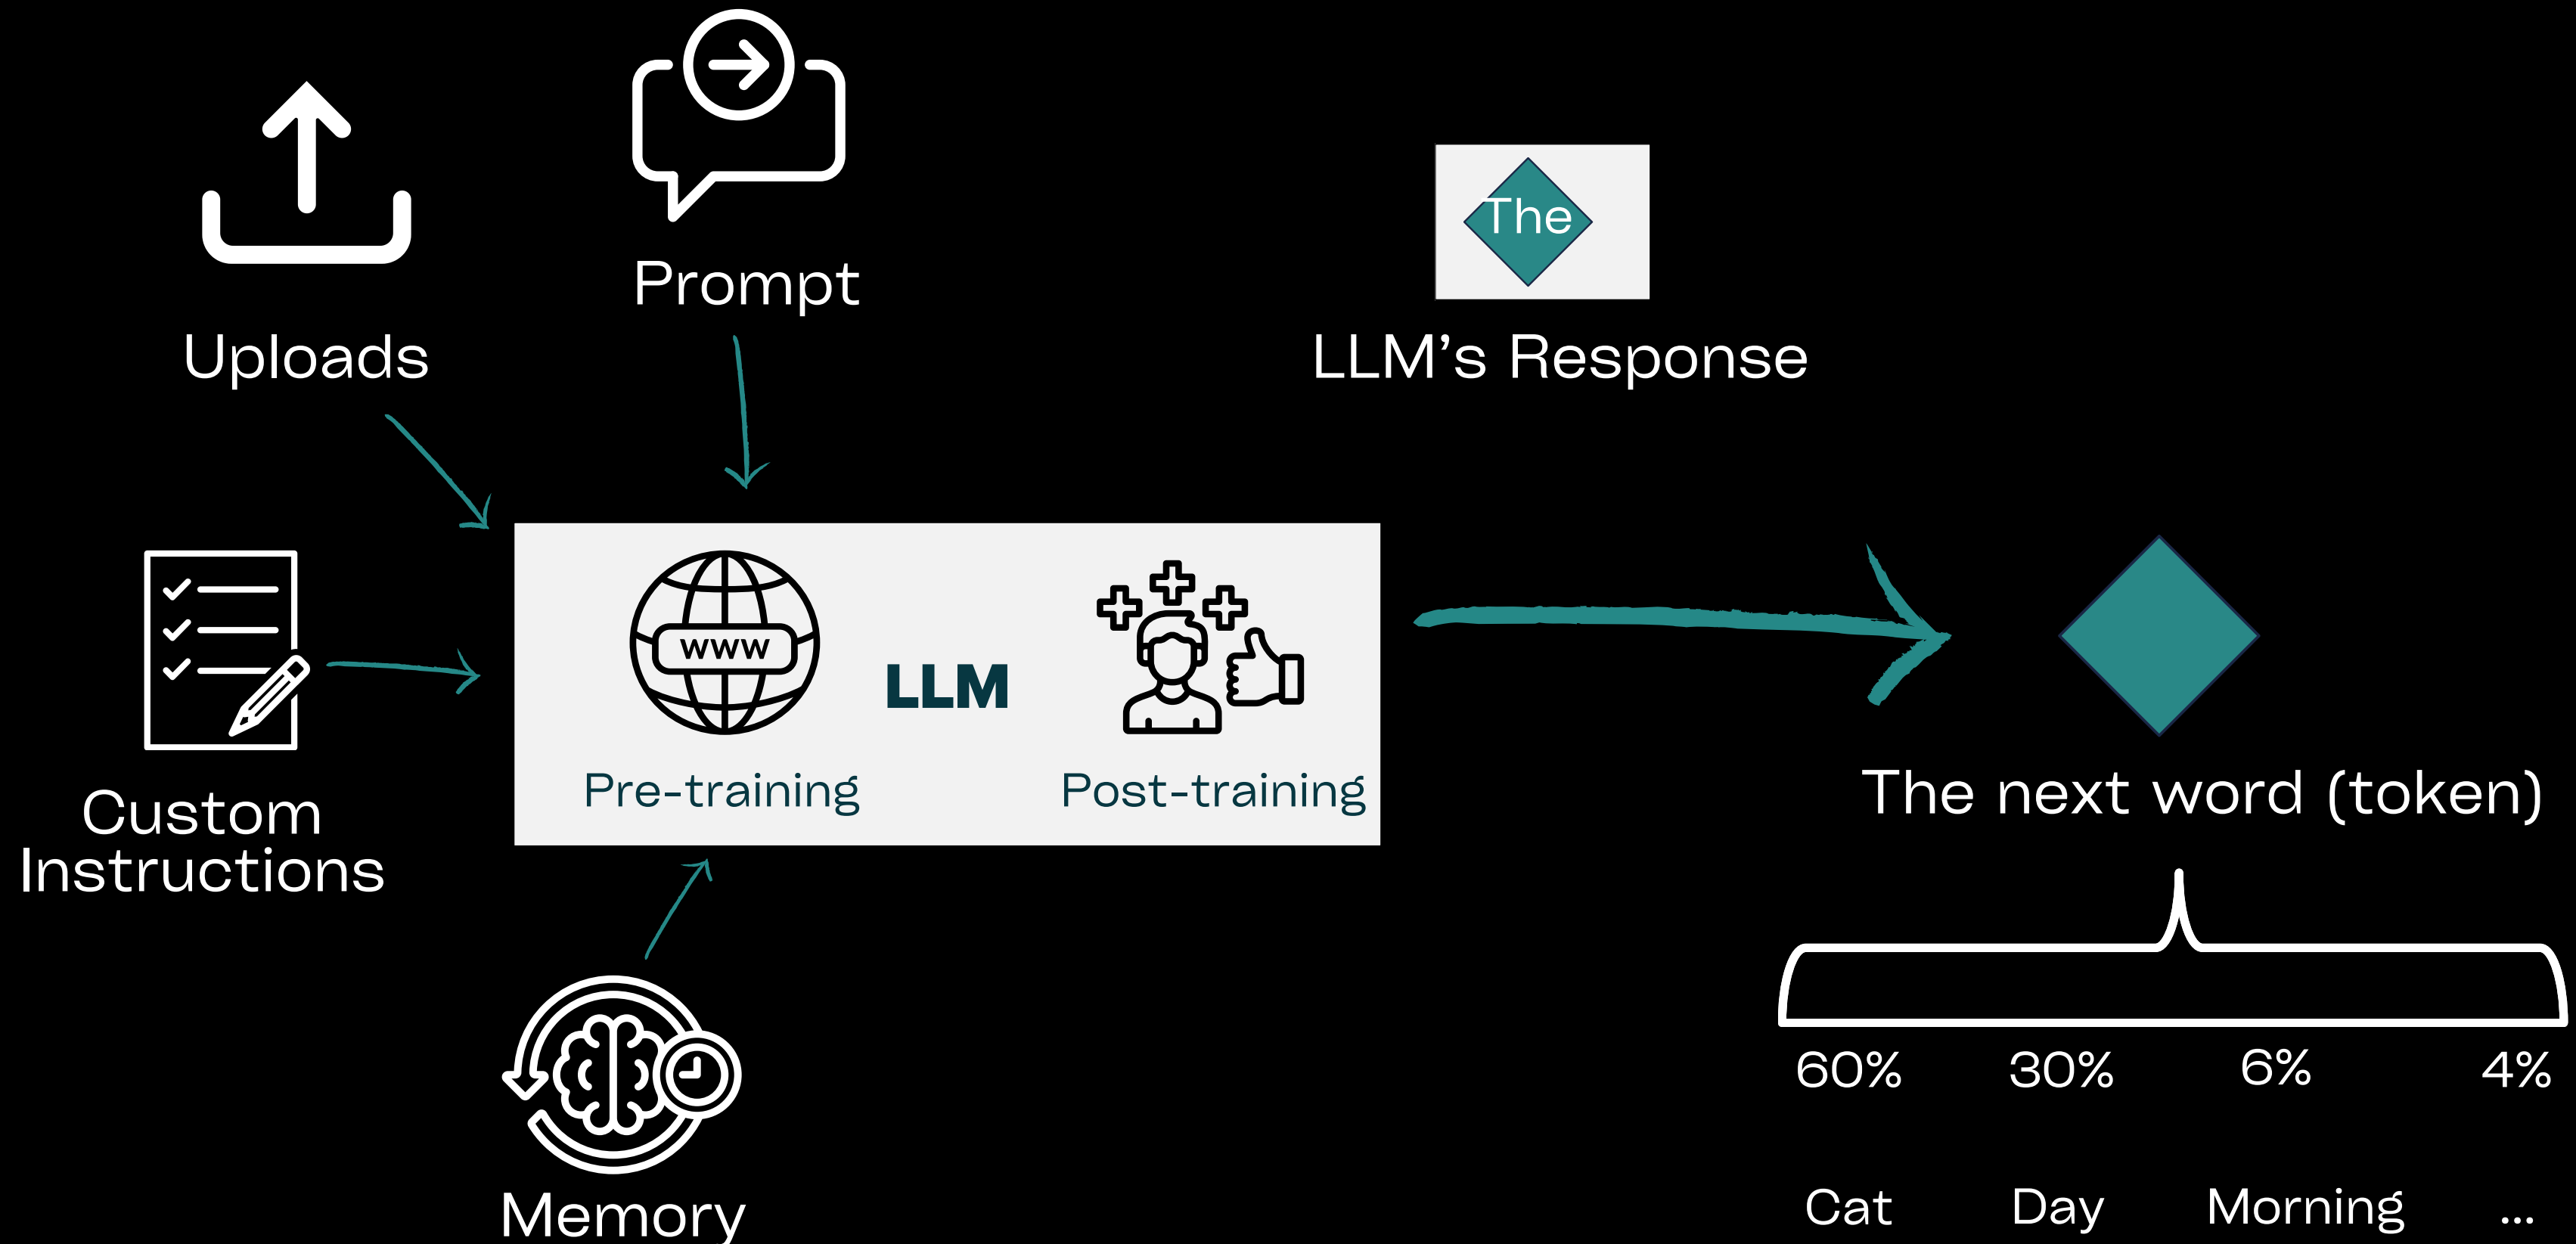 Prompt
Uploads
The
LLM's Response
Custom
Instructions
www
LLM
Pre-training
Post-training
The next word (token)
60% 30% 6% 4%
Cat Day Morning ...
Memory